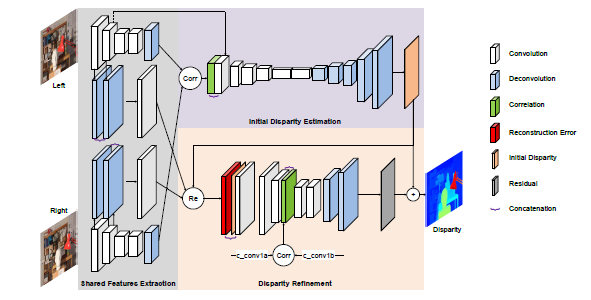 Left
Right
Corr
Initial Disparity Estimation
Re
c_conv1a
Corr
c_conv1b
+
Disparity
Shared Features Exraction
Disparity Refinement
Convolution
Deconvolution
Correlation
Reconstruction Error
Initial Disparity
Residual
Concatenation